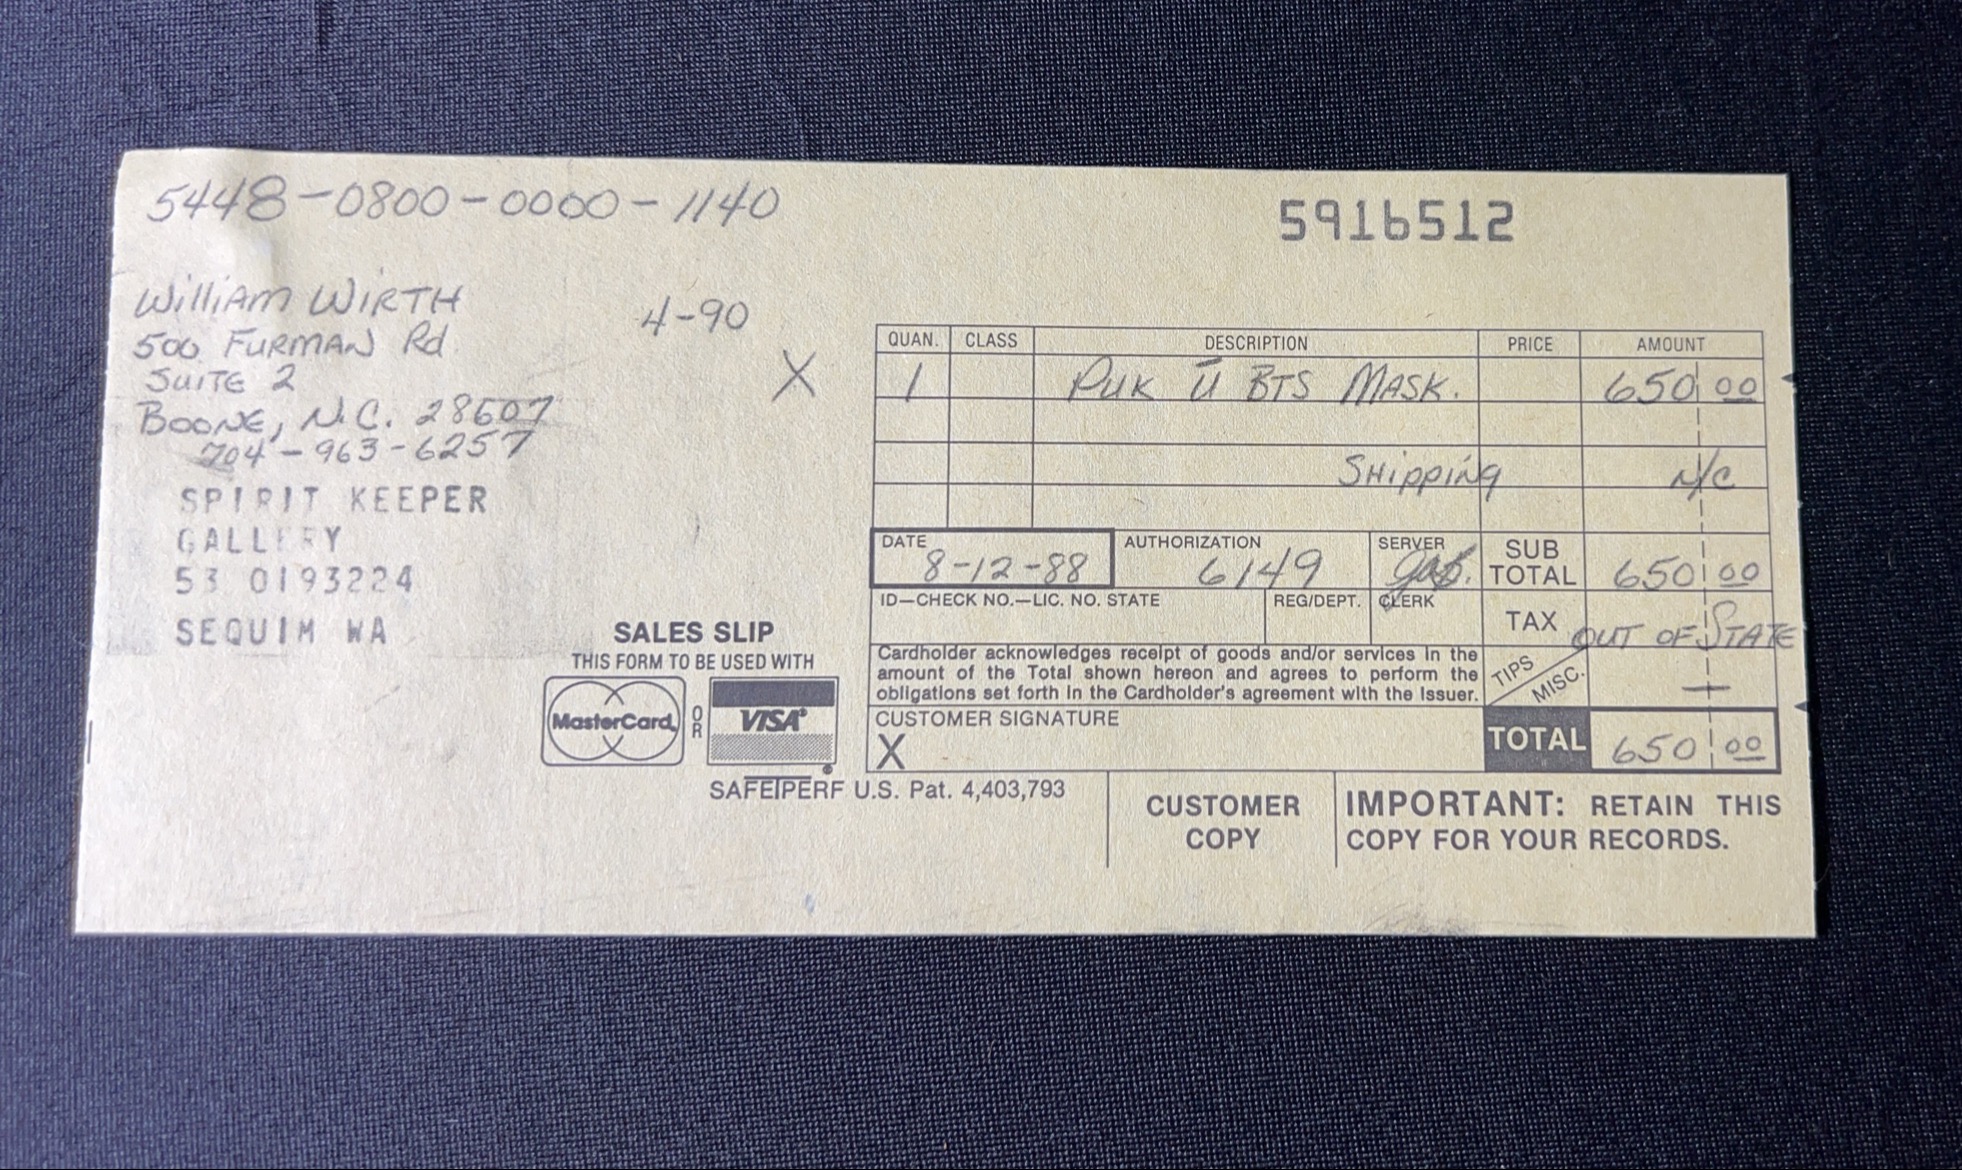 5448-0800-0000-1140
5916512
William Wirth
4-90
500 Furman Rd
Suite 2
Boone, N.C. 28607
704-963-6257
X
SPIRIT KEEPER
GALLERY
53 0193224
SEQUIM WA
SALES SLIP
THIS FORM TO BE USED WITH
MasterCard OR VISA
SAFETPERF U.S. Pat. 4,403,793
QUAN. CLASS DESCRIPTION PRICE AMOUNT
1 Puk Ū BTS Mask. 650 00
Shipping N/C
DATE 8-12-88 AUTHORIZATION 6149 SERVER SUB TOTAL 650 00
ID—CHECK NO.—LIC. NO. STATE REG/DEPT. CLERK TAX OUT OF STATE
Cardholder acknowledges receipt of goods and/or services in the
amount of the Total shown hereon and agrees to perform the
obligations set forth in the Cardholder's agreement with the Issuer.
TIPS MISC. —
CUSTOMER SIGNATURE
X
TOTAL 650 00
CUSTOMER
COPY
IMPORTANT: RETAIN THIS
COPY FOR YOUR RECORDS.